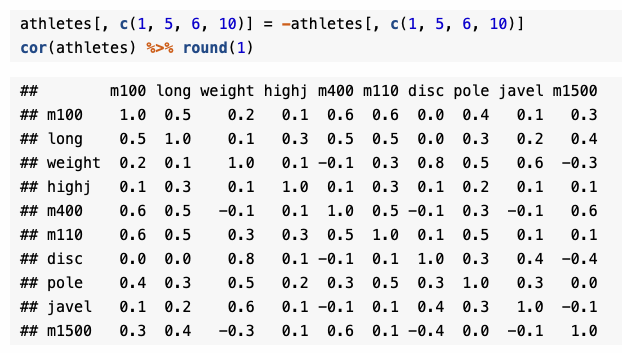 athletes[, c(1, 5, 6, 10)] = -athletes[, c(1, 5, 6, 10)]
cor(athletes) %>% round(1)
##        m100 long weight highj m400 m110 disc pole javel m1500
## m100    1.0  0.5    0.2   0.1  0.6  0.6  0.0  0.4   0.1   0.3
## long    0.5  1.0    0.1   0.3  0.5  0.5  0.0  0.3   0.2   0.4
## weight  0.2  0.1    1.0   0.1 -0.1  0.3  0.8  0.5   0.6  -0.3
## highj   0.1  0.3    0.1   1.0  0.1  0.3  0.1  0.2   0.1   0.1
## m400    0.6  0.5   -0.1   0.1  1.0  0.5 -0.1  0.3  -0.1   0.6
## m110    0.6  0.5    0.3   0.3  0.5  1.0  0.1  0.5   0.1   0.1
## disc    0.0  0.0    0.8   0.1 -0.1  0.1  1.0  0.3   0.4  -0.4
## pole    0.4  0.3    0.5   0.2  0.3  0.5  0.3  1.0   0.3   0.0
## javel   0.1  0.2    0.6   0.1 -0.1  0.1  0.4  0.3   1.0  -0.1
## m1500   0.3  0.4   -0.3   0.1  0.6  0.1 -0.4  0.0  -0.1   1.0